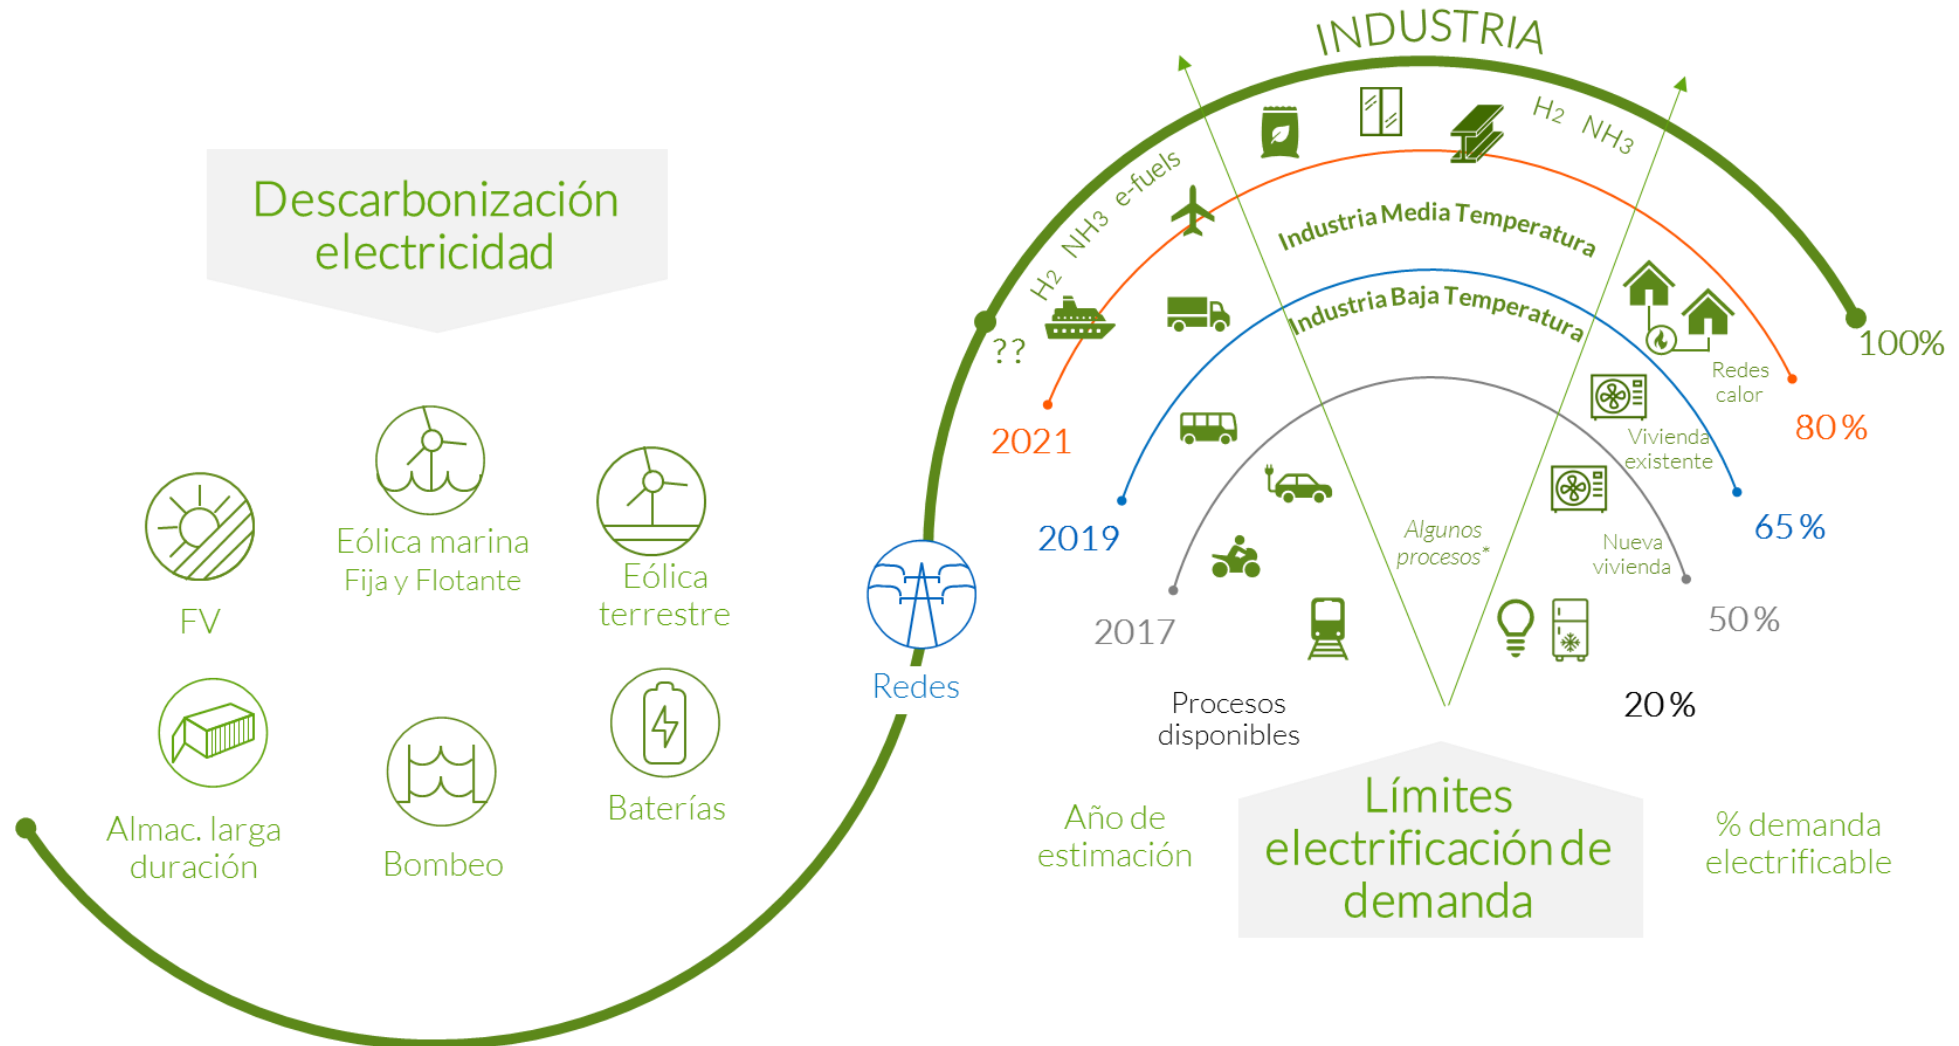 Descarbonización
electricidad
FV
Eólica marina
Fija y Flotante
Eólica
terrestre
Almac. larga
duración
Bombeo
Baterías
Redes
INDUSTRIA
H2 NH3 e-fuels
H2 NH3
Industria Media Temperatura
Industria Baja Temperatura
Algunos
procesos*
Redes
calor
Vivienda
existente
Nueva
vivienda
??
100%
2021
80%
2019
65%
2017
50%
Procesos
disponibles
20%
Año de
estimación
Límites
electrificación de
demanda
% demanda
electrificable